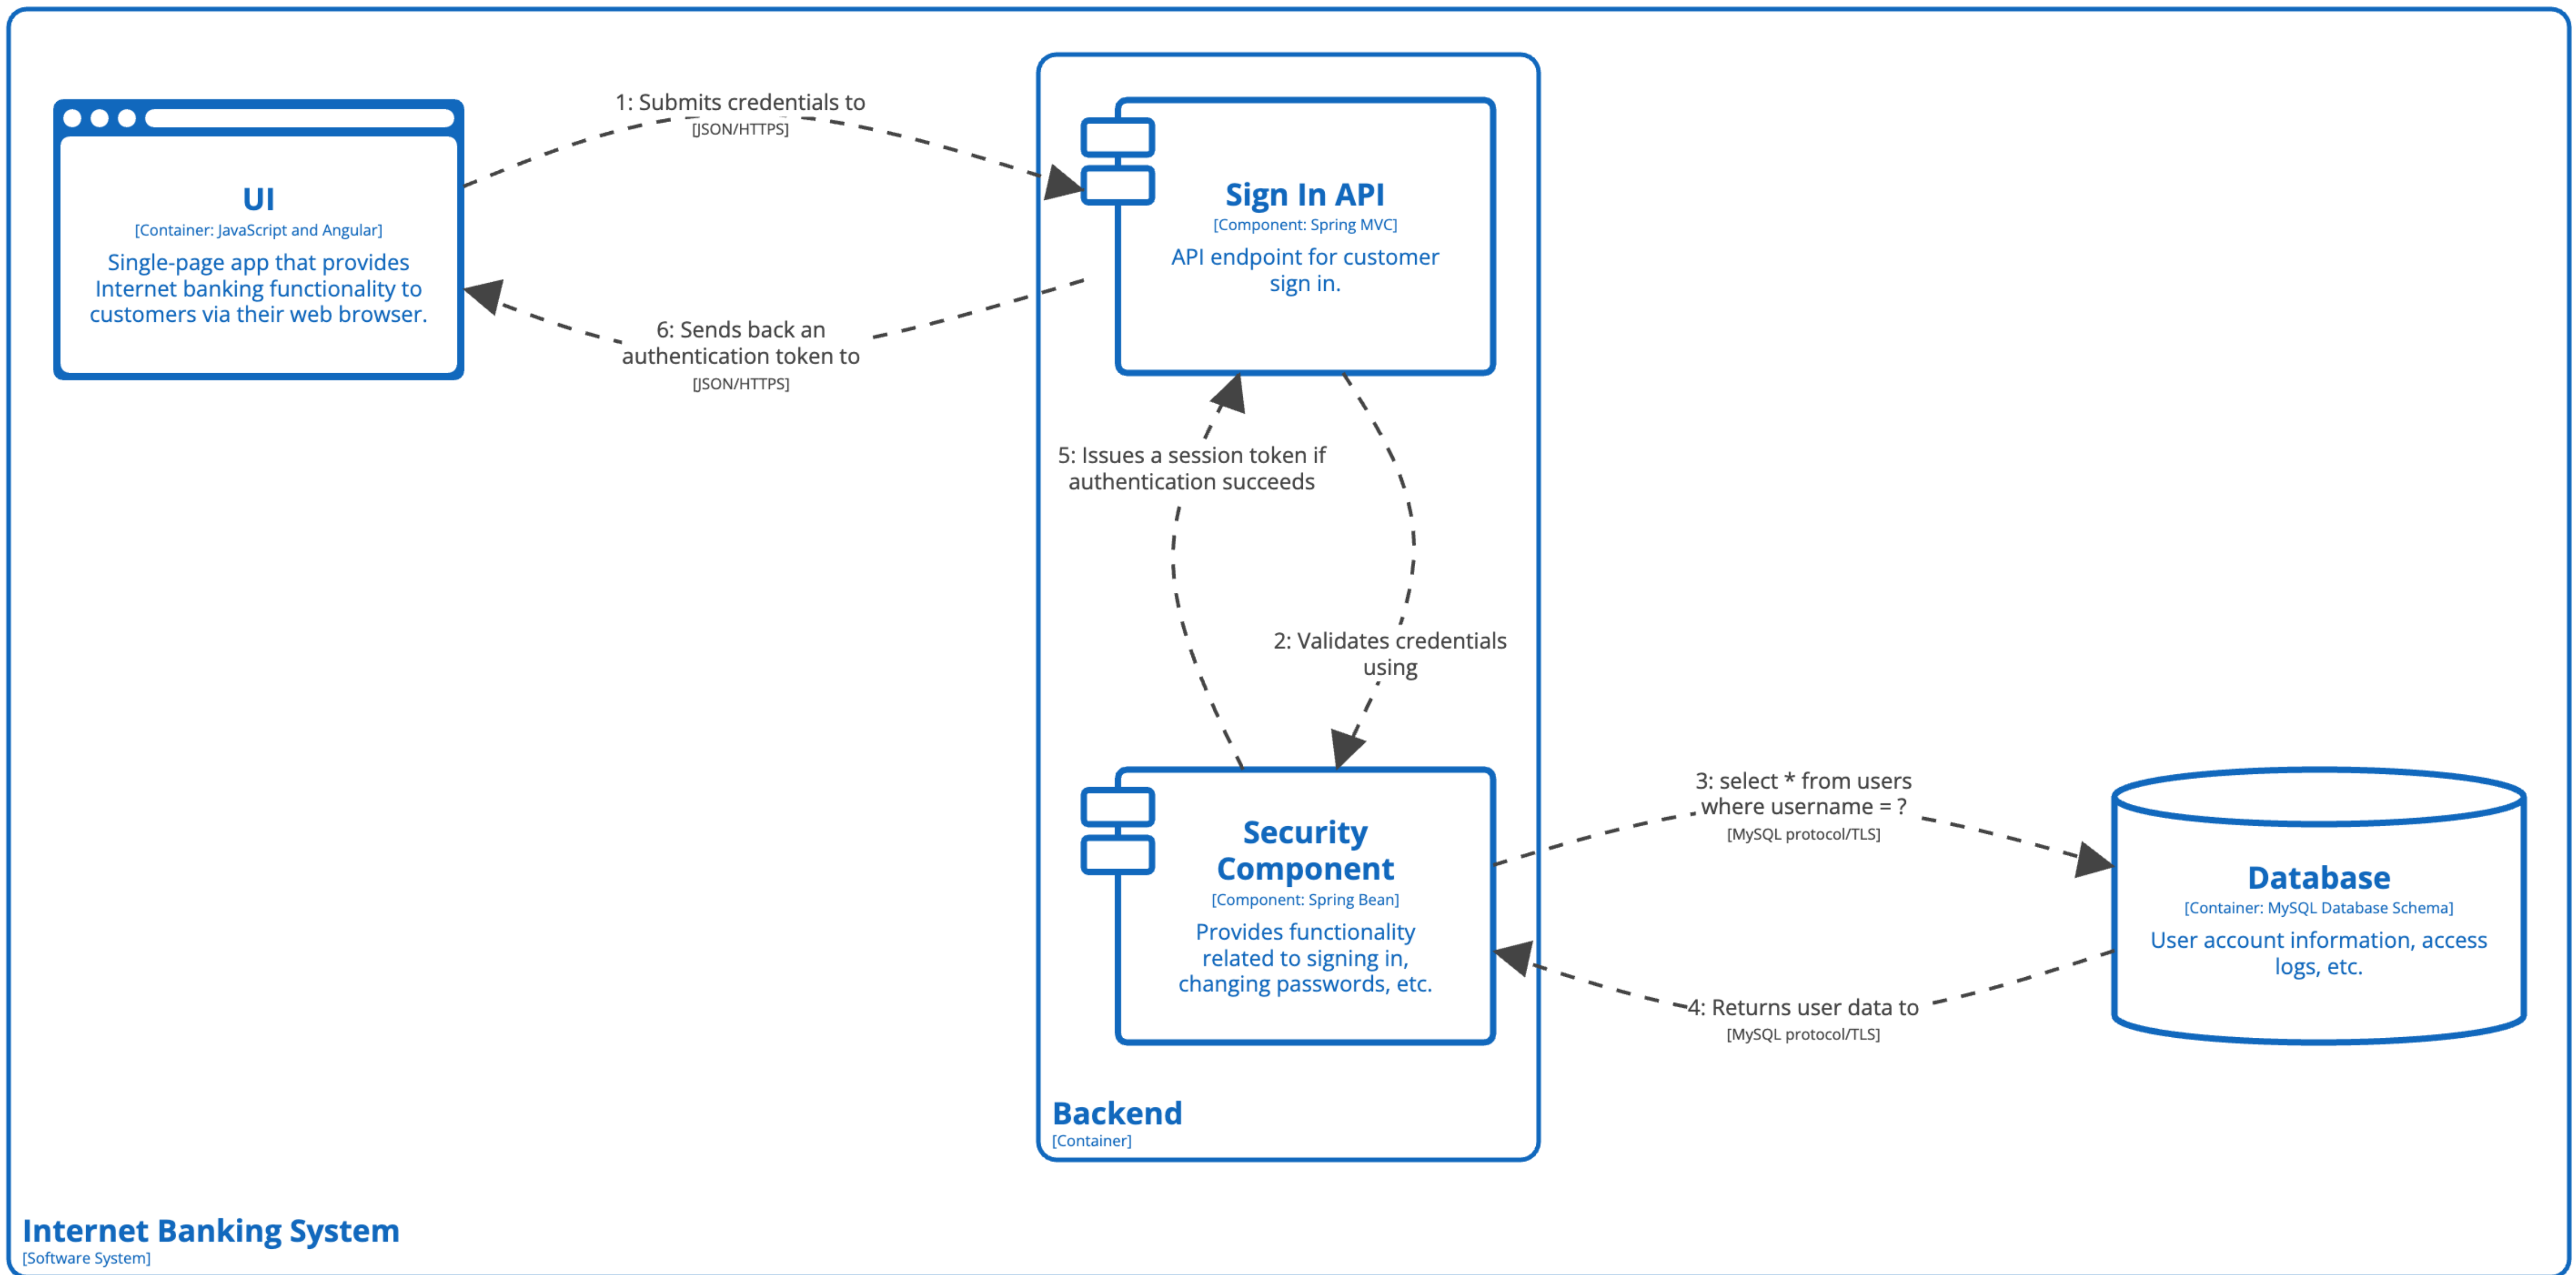 1: Submits credentials to
[JSON/HTTPS]
UI
[Container: JavaScript and Angular]
Single-page app that provides
Internet banking functionality to
customers via their web browser.
Sign In API
[Component: Spring MVC]
API endpoint for customer
sign in.
6: Sends back an
authentication token to
[JSON/HTTPS]
5: Issues a session token if
authentication succeeds
2: Validates credentials
using
3: select * from users
where username = ?
[MySQL protocol/TLS]
Security
Component
[Component: Spring Bean]
Provides functionality
related to signing in,
changing passwords, etc.
Database
[Container: MySQL Database Schema]
User account information, access
logs, etc.
4: Returns user data to
[MySQL protocol/TLS]
Backend
[Container]
Internet Banking System
[Software System]